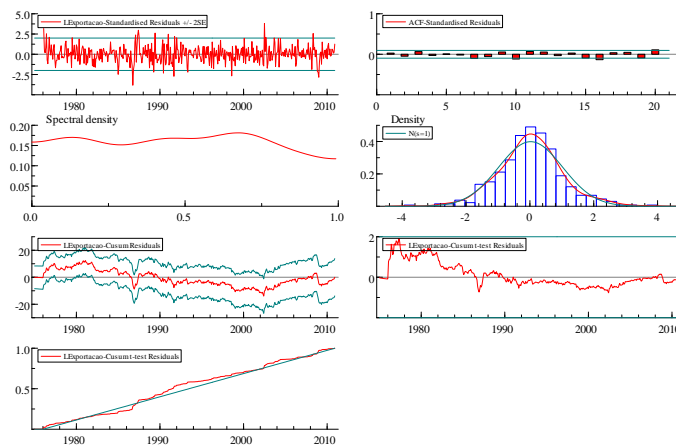 LExportacao-Standardised Residuals +/- 2SE
5.0
2.5
0.0
-2.5
1980 1990 2000 2010
ACF-Standardised Residuals
1
0
0 5 10 15 20
Spectral density
0.20
0.15
0.10
0.05
0.0 0.5 1.0
Density
N(s=1)
0.4
0.2
-4 -2 0 2 4
LExportacao-Cusum Residuals
20
0
-20
1980 1990 2000 2010
LExportacao-Cusum t-test Residuals
2
0
1980 1990 2000 2010
LExportacao-Cusum t-test Residuals
1.0
0.5
1980 1990 2000 2010